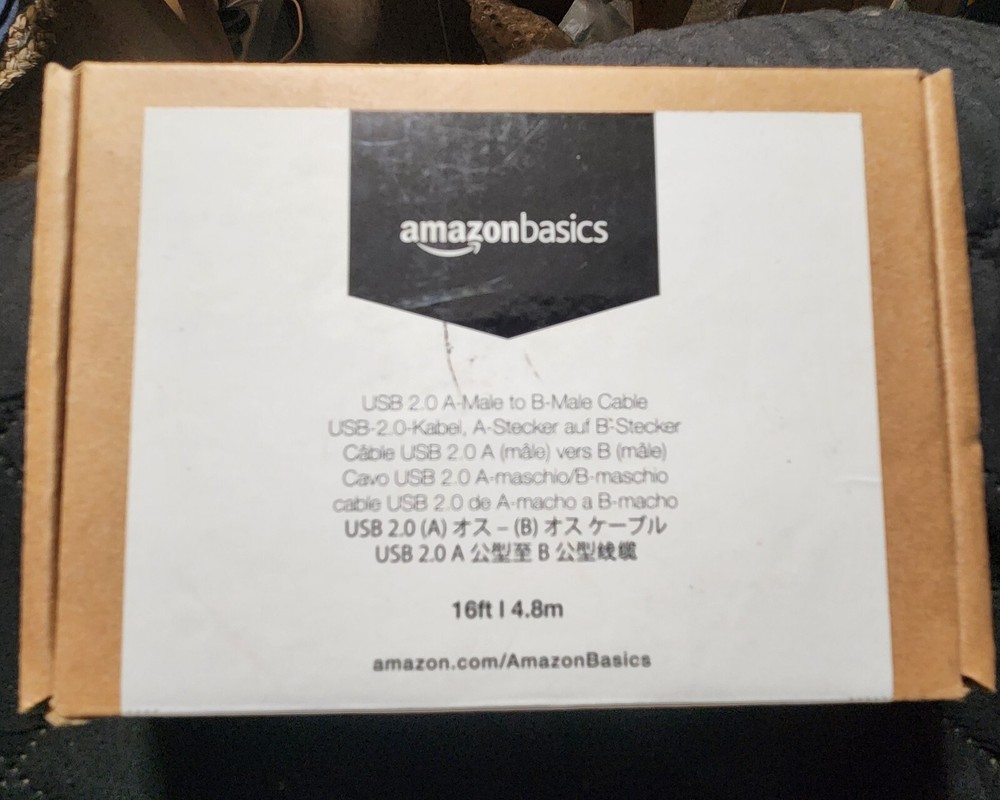 amazonbasics
USB 2.0 A-Male to B-Male Cable
USB-2.0-Kabel, A-Stecker auf B-Stecker
Câble USB 2.0 A (mâle) vers B (mâle)
Cavo USB 2.0 A-maschio/B-maschio
cable USB 2.0 de A-macho a B-macho
USB 2.0 (A) オス – (B) オス ケーブル
USB 2.0 A 公型至 B 公型线缆
16ft | 4.8m
amazon.com/AmazonBasics